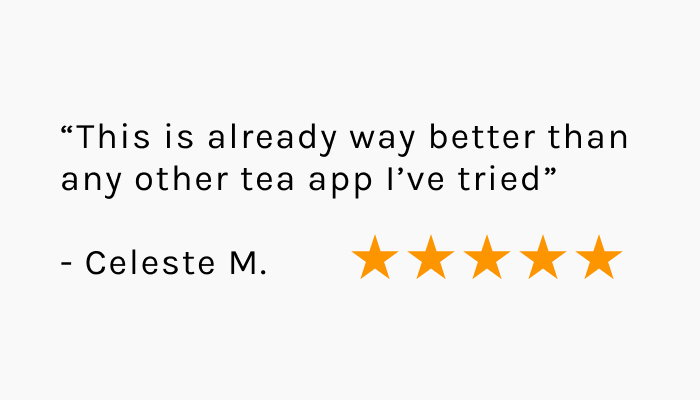 “This is already way better than
any other tea app I’ve tried”
- Celeste M.